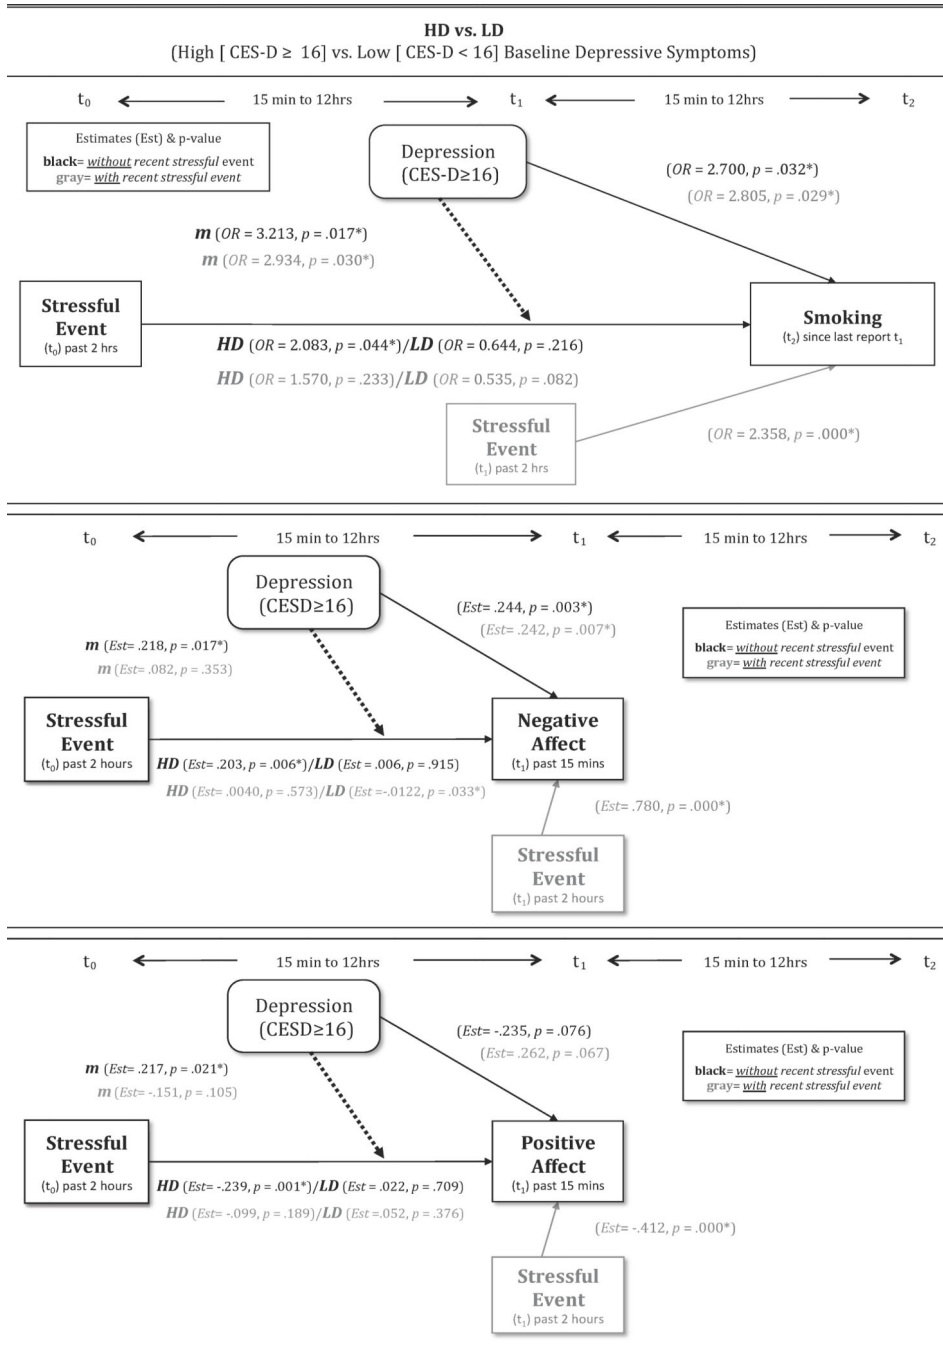 HD vs. LD
(High [ CES-D ≥ 16] vs. Low [ CES-D < 16] Baseline Depressive Symptoms)
t0 15 min to 12hrs t1 15 min to 12hrs t2
Estimates (Est) & p-value
black= without recent stressful event
gray= with recent stressful event
Depression
(CES-D≥16)
(OR = 2.700, p = .032*)
(OR = 2.805, p = .029*)
m (OR = 3.213, p = .017*)
m (OR = 2.934, p = .030*)
Stressful
Event
(t0) past 2 hrs
Smoking
(t2) since last report t1
HD (OR = 2.083, p = .044*)/LD (OR = 0.644, p = .216)
HD (OR = 1.570, p = .233)/LD (OR = 0.535, p = .082)
Stressful
Event
(t1) past 2 hrs
(OR = 2.358, p = .000*)
t0 15 min to 12hrs t1 15 min to 12hrs t2
Depression
(CESD≥16)
(Est= .244, p = .003*)
(Est= .242, p = .007*)
Estimates (Est) & p-value
black= without recent stressful event
gray= with recent stressful event
m (Est= .218, p = .017*)
m (Est= .082, p = .353)
Stressful
Event
(t0) past 2 hours
Negative
Affect
(t1) past 15 mins
HD (Est= .203, p = .006*)/LD (Est= .006, p = .915)
HD (Est= .0040, p = .573)/LD (Est=-.0122, p = .033*)
(Est= .780, p = .000*)
Stressful
Event
(t1) past 2 hours
t0 15 min to 12hrs t1 15 min to 12hrs t2
Depression
(CESD≥16)
(Est= -.235, p = .076)
(Est= .262, p = .067)
Estimates (Est) & p-value
black= without recent stressful event
gray= with recent stressful event
m (Est= .217, p = .021*)
m (Est= -.151, p = .105)
Stressful
Event
(t0) past 2 hours
Positive
Affect
(t1) past 15 mins
HD (Est= -.239, p = .001*)/LD (Est = .022, p = .709)
HD (Est= -.099, p = .189)/LD (Est =.052, p = .376)
(Est= -.412, p = .000*)
Stressful
Event
(t1) past 2 hours